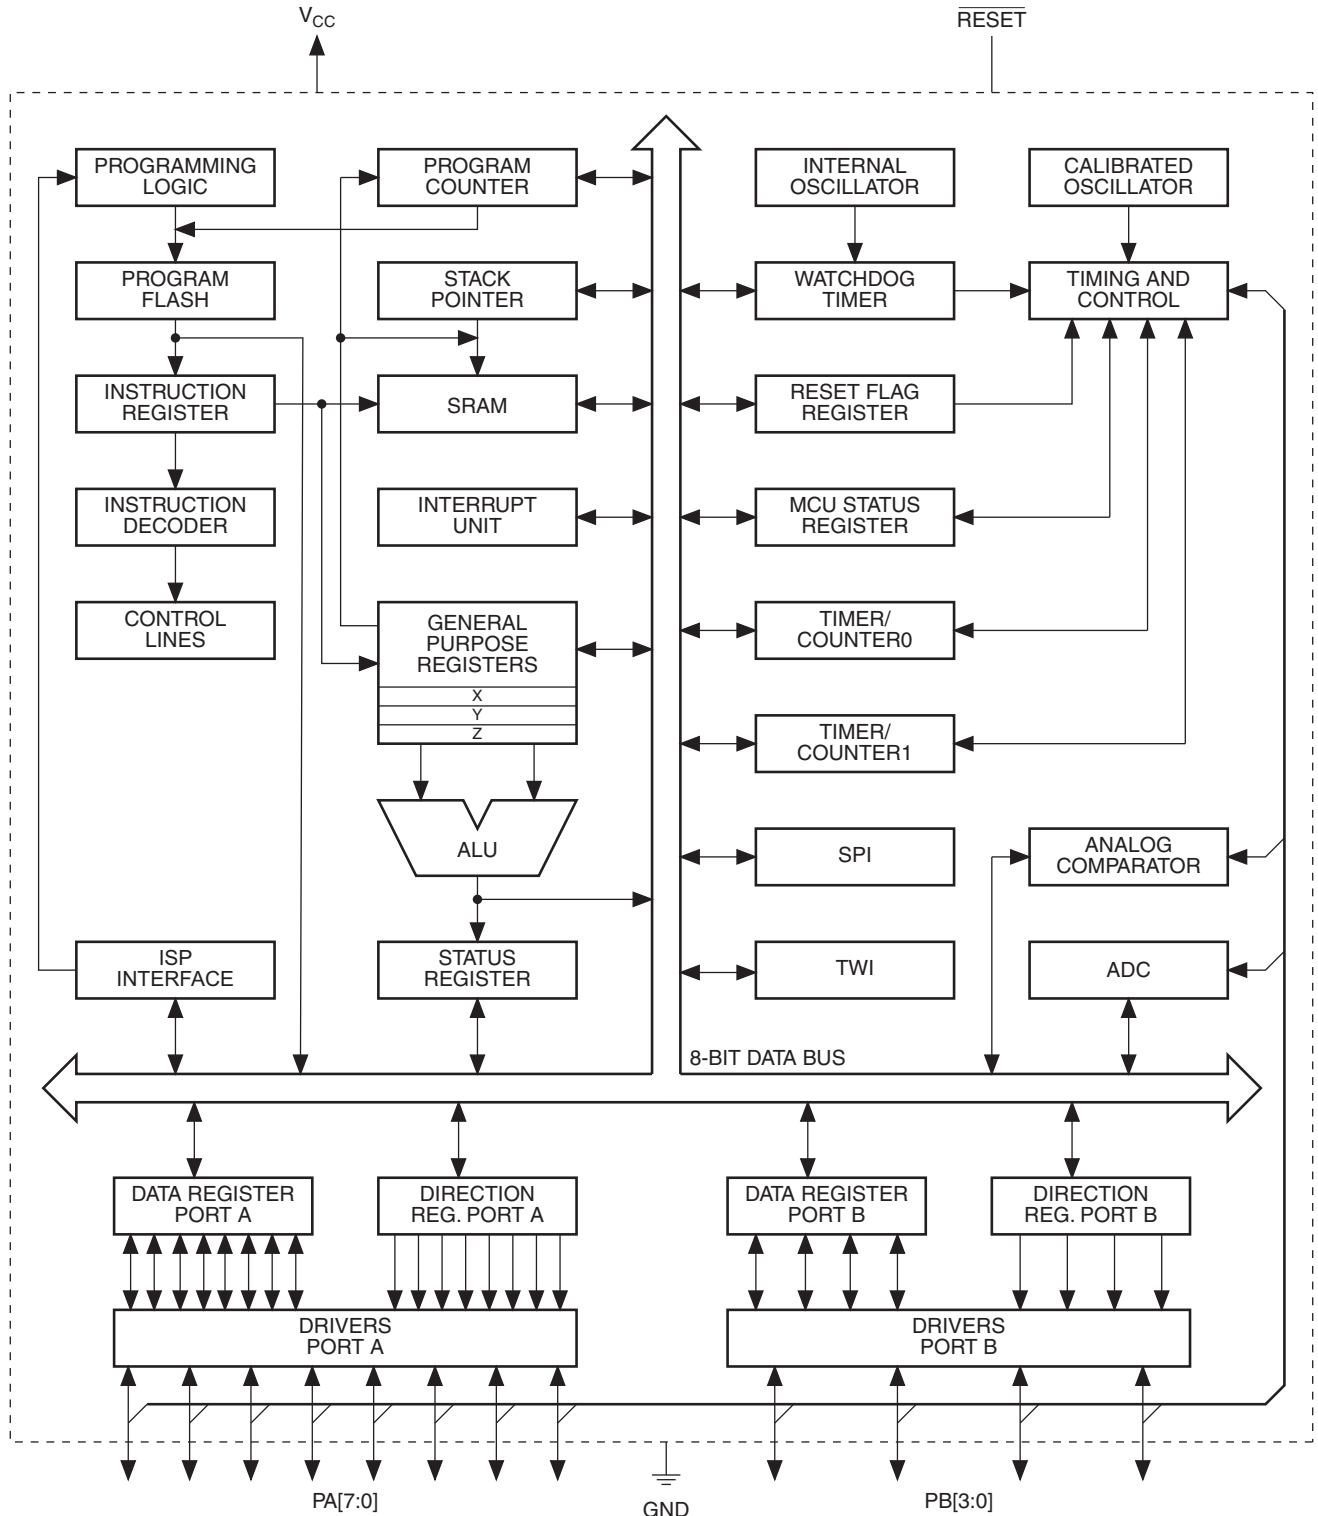 VCC
RESET
PROGRAMMING
LOGIC
PROGRAM
COUNTER
INTERNAL
OSCILLATOR
CALIBRATED
OSCILLATOR
PROGRAM
FLASH
STACK
POINTER
WATCHDOG
TIMER
TIMING AND
CONTROL
INSTRUCTION
REGISTER
SRAM
RESET FLAG
REGISTER
INSTRUCTION
DECODER
INTERRUPT
UNIT
MCU STATUS
REGISTER
CONTROL
LINES
GENERAL
PURPOSE
REGISTERS
X
Y
Z
TIMER/
COUNTER0
TIMER/
COUNTER1
ALU
SPI
ANALOG
COMPARATOR
ISP
INTERFACE
STATUS
REGISTER
TWI
ADC
8-BIT DATA BUS
DATA REGISTER
PORT A
DIRECTION
REG. PORT A
DATA REGISTER
PORT B
DIRECTION
REG. PORT B
DRIVERS
PORT A
DRIVERS
PORT B
PA[7:0]
GND
PB[3:0]